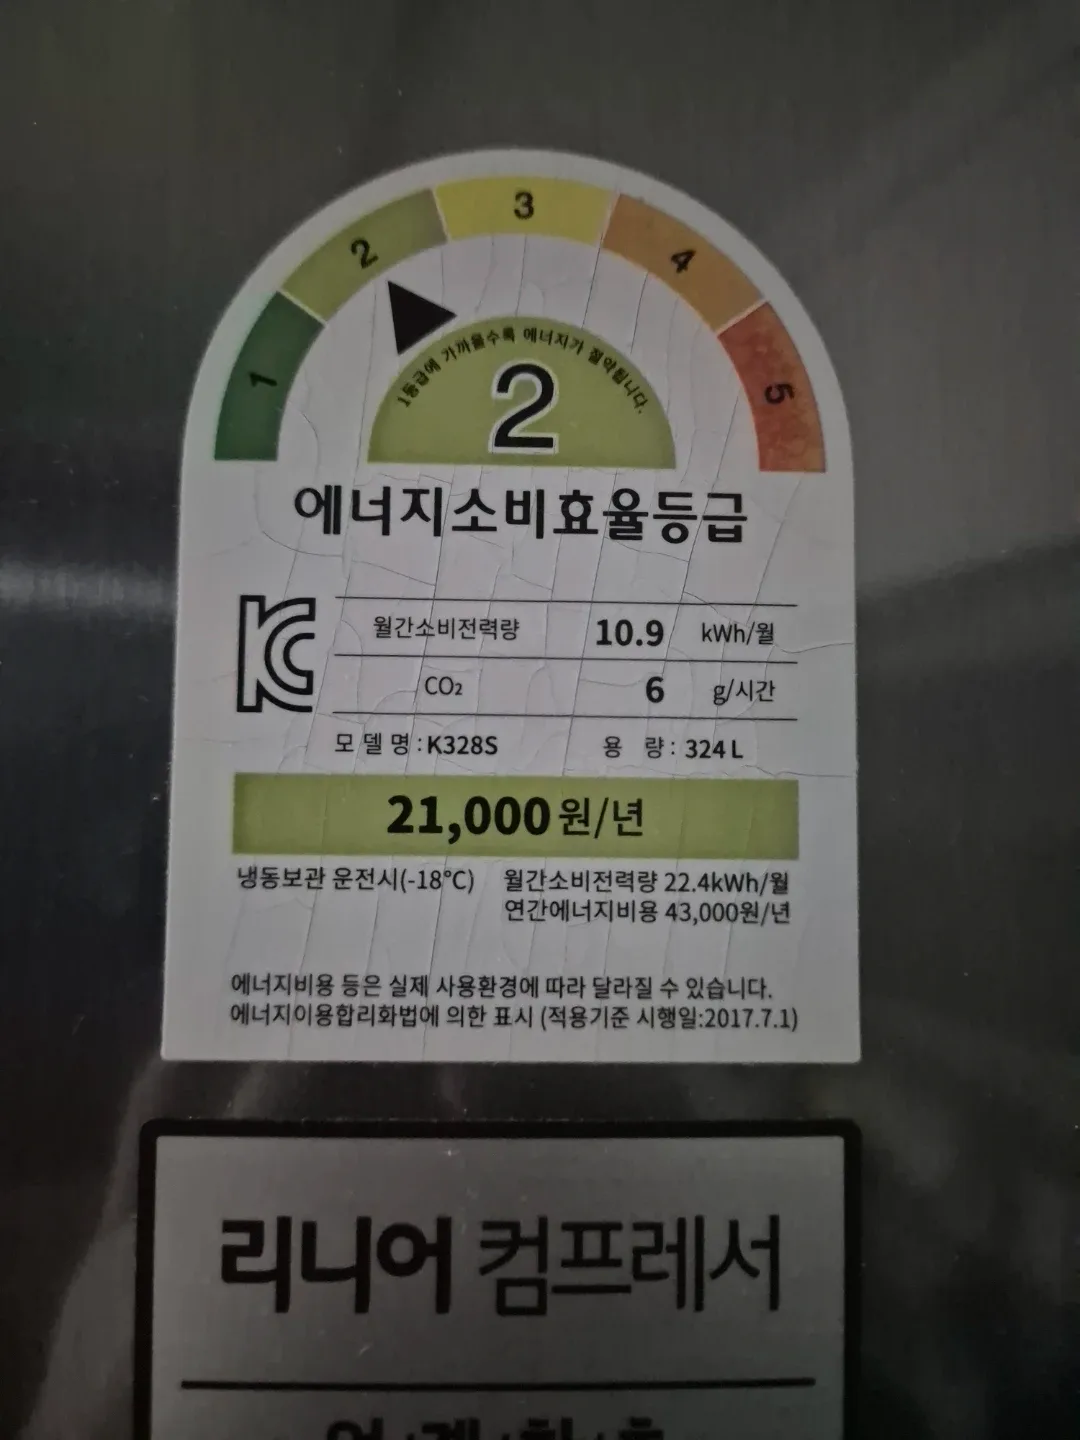 1
2
3
4
5
1등급에 가까울수록 에너지가 절약됩니다.
2
에너지소비효율등급
월간소비전력량 10.9 kWh/월
CO₂ 6 g/시간
모 델 명 : K328S 용 량 : 324 L
21,000원/년
냉동보관 운전시(-18℃) 월간소비전력량 22.4kWh/월
연간에너지비용 43,000원/년
에너지비용 등은 실제 사용환경에 따라 달라질 수 있습니다.
에너지이용합리화법에 의한 표시 (적용기준 시행일:2017.7.1)
리니어 컴프레서